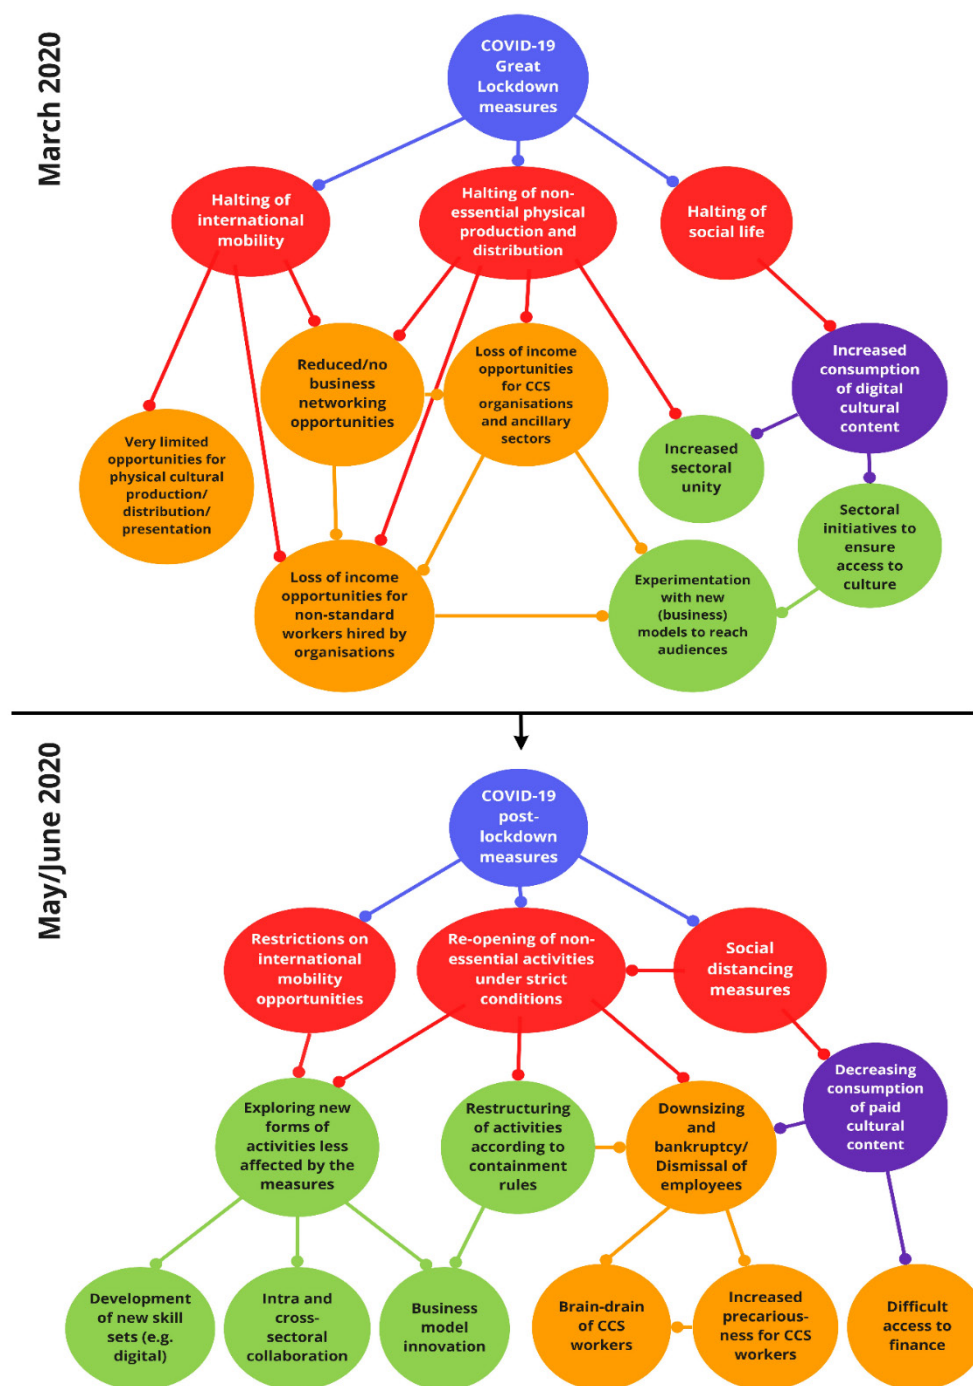 March 2020
COVID-19
Great
Lockdown
measures
Halting of
international
mobility
Halting of non-
essential physical
production and
distribution
Halting of
social life
Reduced/no
business
networking
opportunities
Loss of income
opportunities
for CCS
organisations
and ancillary
sectors
Increased
consumption
of digital
cultural
content
Very limited
opportunities for
physical cultural
production/
distribution/
presentation
Increased
sectoral
unity
Sectoral
initiatives to
ensure
access to
culture
Loss of income
opportunities for
non-standard
workers hired by
organisations
Experimentation
with new
(business)
models to reach
audiences
May/June 2020
COVID-19
post-
lockdown
measures
Restrictions on
international
mobility
opportunities
Re-opening of non-
essential activities
under strict
conditions
Social
distancing
measures
Exploring new
forms of
activities less
affected by the
measures
Restructuring
of activities
according to
containment
rules
Downsizing
and
bankruptcy/
Dismissal of
employees
Decreasing
consumption
of paid
cultural
content
Development
of new skill
sets (e.g.
digital)
Intra and
cross-
sectoral
collaboration
Business
model
innovation
Brain-drain
of CCS
workers
Increased
precarious-
ness for CCS
workers
Difficult
access to
finance